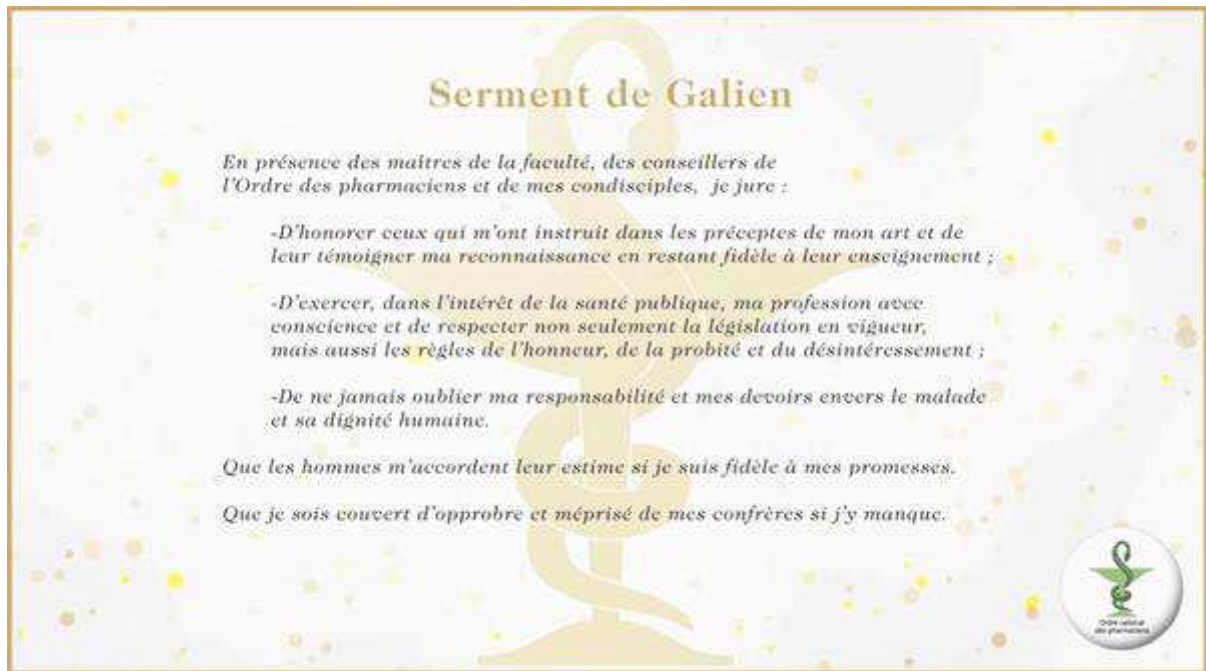 Serment de Galien
En présence des maîtres de la faculté, des conseillers de
l'Ordre des pharmaciens et de mes condisciples, je jure :
-D'honorer ceux qui m'ont instruit dans les préceptes de mon art et de
leur témoigner ma reconnaissance en restant fidèle à leur enseignement ;
-D'exercer, dans l'intérêt de la santé publique, ma profession avec
conscience et de respecter non seulement la législation en vigueur,
mais aussi les règles de l'honneur, de la probité et du désintéressement ;
-De ne jamais oublier ma responsabilité et mes devoirs envers le malade
et sa dignité humaine.
Que les hommes m'accordent leur estime si je suis fidèle à mes promesses.
Que je sois couvert d'opprobre et méprisé de mes confrères si j'y manque.
Ordre national
des pharmaciens